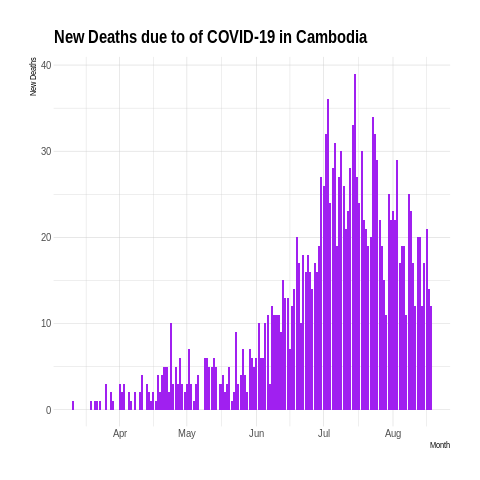 New Deaths due to of COVID-19 in Cambodia
New Deaths
40
30
20
10
0
Apr
May
Jun
Jul
Aug
Month